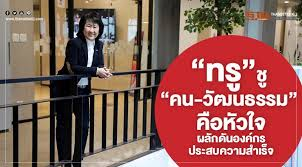 “ทรู” ชู
“คน-วัฒนธรรม”
คือหัวใจ
ผลักดันองค์กร
ประสบความสำเร็จ